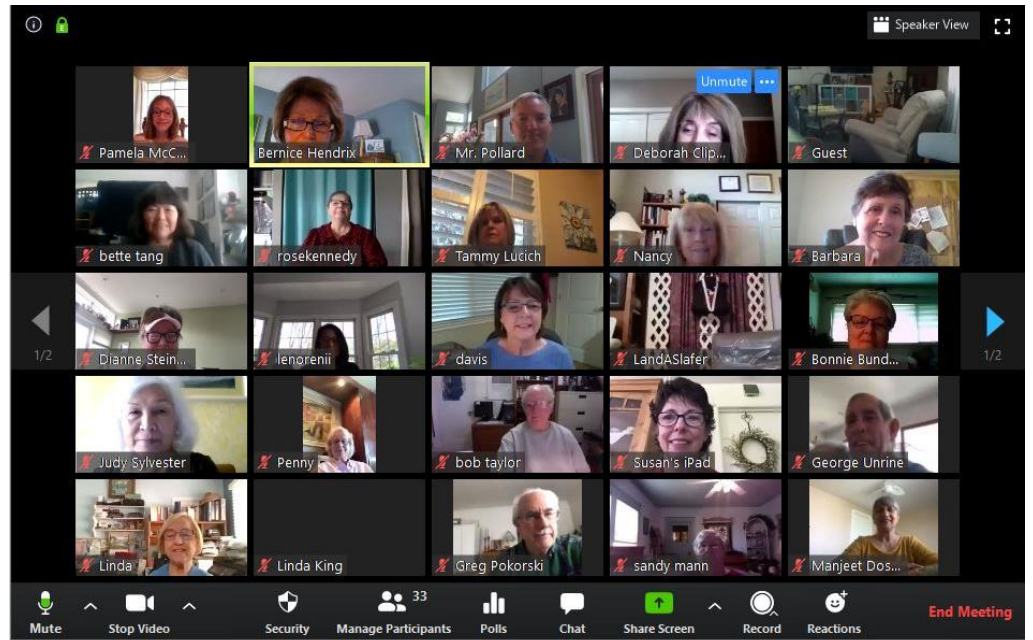 Speaker View
Unmute ...
Pamela McC...
Bernice Hendrix
Mr. Pollard
Deborah Clip...
Guest
bette tang
rosekennedy
Tammy Lucich
Nancy
Barbara
1/2
Dianne Stein...
lenorenii
davis
LandASlafer
Bonnie Bund...
1/2
Judy Sylvester
Penny
bob taylor
Susan's iPad
George Unrine
Linda
Linda King
Greg Pokorski
sandy mann
Manjeet Dos...
33
Mute
Stop Video
Security
Manage Participants
Polls
Chat
Share Screen
Record
Reactions
End Meeting